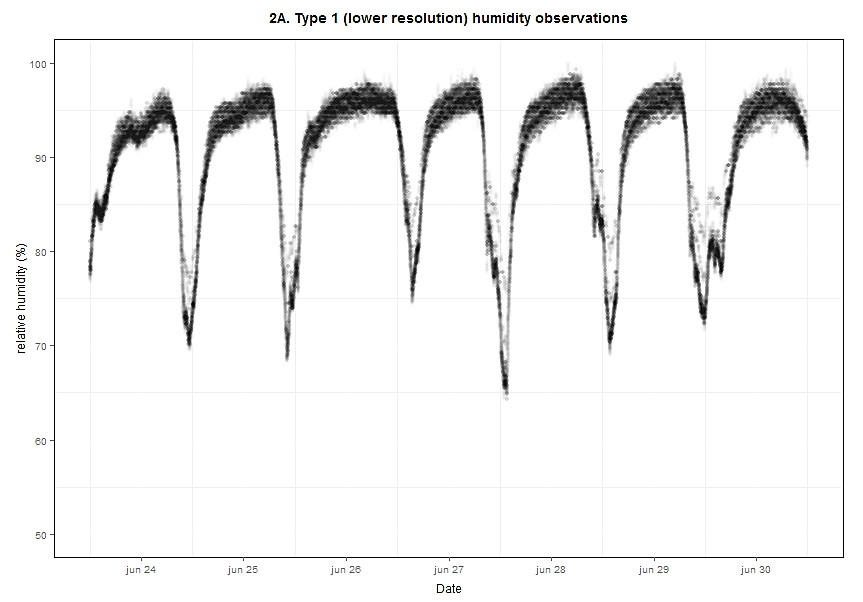 2A. Type 1 (lower resolution) humidity observations
100
90
80
70
60
50
relative humidity (%)
jun 24 jun 25 jun 26 jun 27 jun 28 jun 29 jun 30
Date